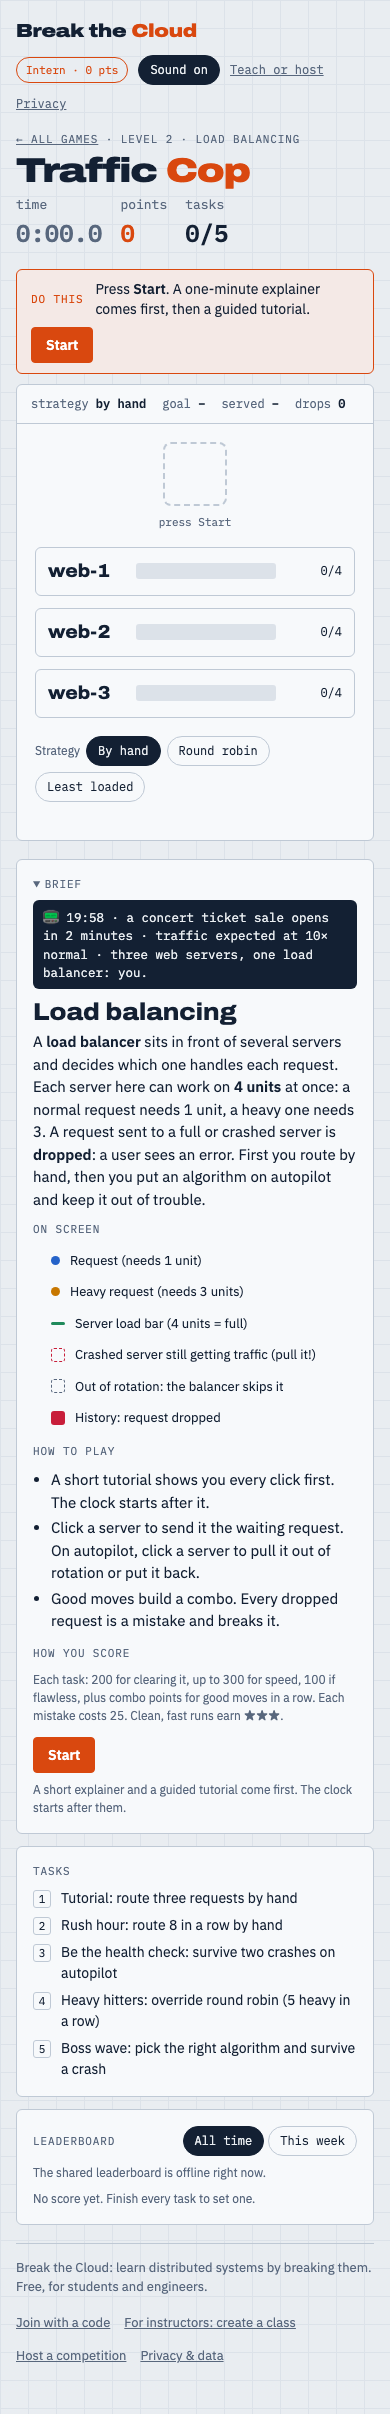 Break the Cloud
Intern · 0 pts
Sound on
Teach or host
Privacy
← ALL GAMES · LEVEL 2 · LOAD BALANCING
Traffic Cop
time points tasks
0:00.0 0 0/5
DO THIS
Press Start. A one-minute explainer
comes first, then a guided tutorial.
Start
strategy by hand goal – served – drops 0
press Start
web-1 0/4
web-2 0/4
web-3 0/4
Strategy By hand Round robin
Least loaded
▼ BRIEF
19:58 · a concert ticket sale opens
in 2 minutes · traffic expected at 10×
normal · three web servers, one load
balancer: you.
Load balancing
A load balancer sits in front of several servers
and decides which one handles each request.
Each server here can work on 4 units at once: a
normal request needs 1 unit, a heavy one needs
3. A request sent to a full or crashed server is
dropped: a user sees an error. First you route by
hand, then you put an algorithm on autopilot
and keep it out of trouble.
ON SCREEN
Request (needs 1 unit)
Heavy request (needs 3 units)
Server load bar (4 units = full)
Crashed server still getting traffic (pull it!)
Out of rotation: the balancer skips it
History: request dropped
HOW TO PLAY
• A short tutorial shows you every click first.
The clock starts after it.
• Click a server to send it the waiting request.
On autopilot, click a server to pull it out of
rotation or put it back.
• Good moves build a combo. Every dropped
request is a mistake and breaks it.
HOW YOU SCORE
Each task: 200 for clearing it, up to 300 for speed, 100 if
flawless, plus combo points for good moves in a row. Each
mistake costs 25. Clean, fast runs earn ★★★.
Start
A short explainer and a guided tutorial come first. The clock
starts after them.
TASKS
1 Tutorial: route three requests by hand
2 Rush hour: route 8 in a row by hand
3 Be the health check: survive two crashes on
autopilot
4 Heavy hitters: override round robin (5 heavy in
a row)
5 Boss wave: pick the right algorithm and survive
a crash
LEADERBOARD All time This week
The shared leaderboard is offline right now.
No score yet. Finish every task to set one.
Break the Cloud: learn distributed systems by breaking them.
Free, for students and engineers.
Join with a code For instructors: create a class
Host a competition Privacy & data